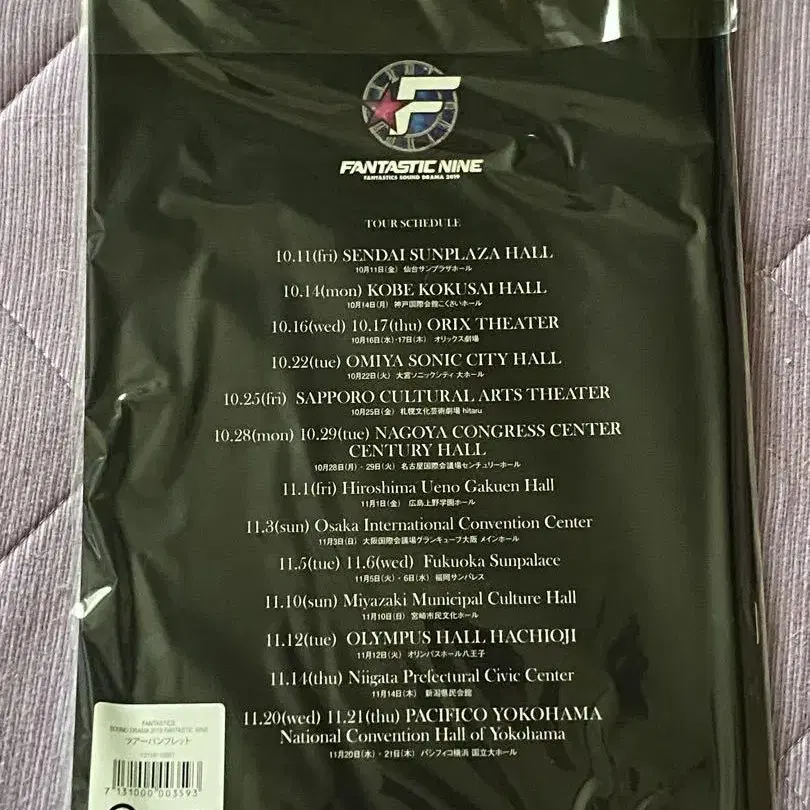 F
FANTASTIC NINE
FANTASTICS SOUND DRAMA 2019
TOUR SCHEDULE
10.11(fri) SENDAI SUNPLAZA HALL
10月11日(金) 仙台サンプラザホール
10.14(mon) KOBE KOKUSAI HALL
10月14日(月) 神戸国際会館こくさいホール
10.16(wed) 10.17(thu) ORIX THEATER
10月16日(水)・17日(木) オリックス劇場
10.22(tue) OMIYA SONIC CITY HALL
10月22日(火) 大宮ソニックシティ 大ホール
10.25(fri) SAPPORO CULTURAL ARTS THEATER
10月25日(金) 札幌文化芸術劇場 hitaru
10.28(mon) 10.29(tue) NAGOYA CONGRESS CENTER
CENTURY HALL
10月28日(月)・29日(火) 名古屋国際会議場センチュリーホール
11.1(fri) Hiroshima Ueno Gakuen Hall
11月1日(金) 広島上野学園ホール
11.3(sun) Osaka International Convention Center
11月3日(日) 大阪国際会議場グランキューブ大阪 メインホール
11.5(tue) 11.6(wed) Fukuoka Sunpalace
11月5日(火)・6日(水) 福岡サンパレス
11.10(sun) Miyazaki Municipal Culture Hall
11月10日(日) 宮崎市民文化ホール
11.12(tue) OLYMPUS HALL HACHIOJI
11月12日(火) オリンパスホール八王子
11.14(thu) Niigata Prefectural Civic Center
11月14日(木) 新潟県民会館
11.20(wed) 11.21(thu) PACIFICO YOKOHAMA
National Convention Hall of Yokohama
11月20日(水)・21日(木) パシフィコ横浜 国立大ホール
FANTASTICS
SOUND DRAMA 2019 FANTASTIC NINE
ツアーパンフレット
7 131000 003593